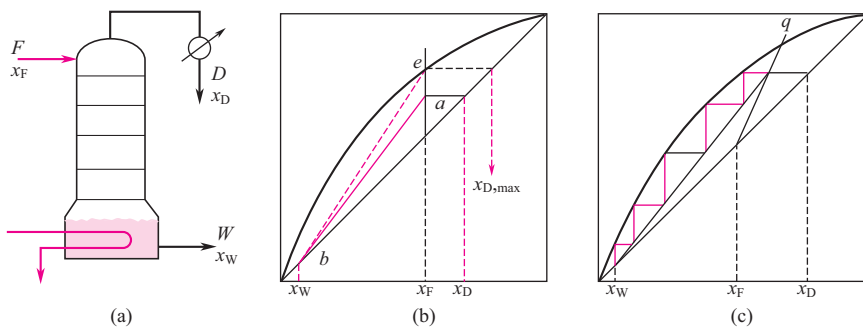 F
x_F
D
x_D
W
x_W
(a)
e
a
x_D,max
b
x_W
x_F
x_D
(b)
q
x_W
x_F
x_D
(c)